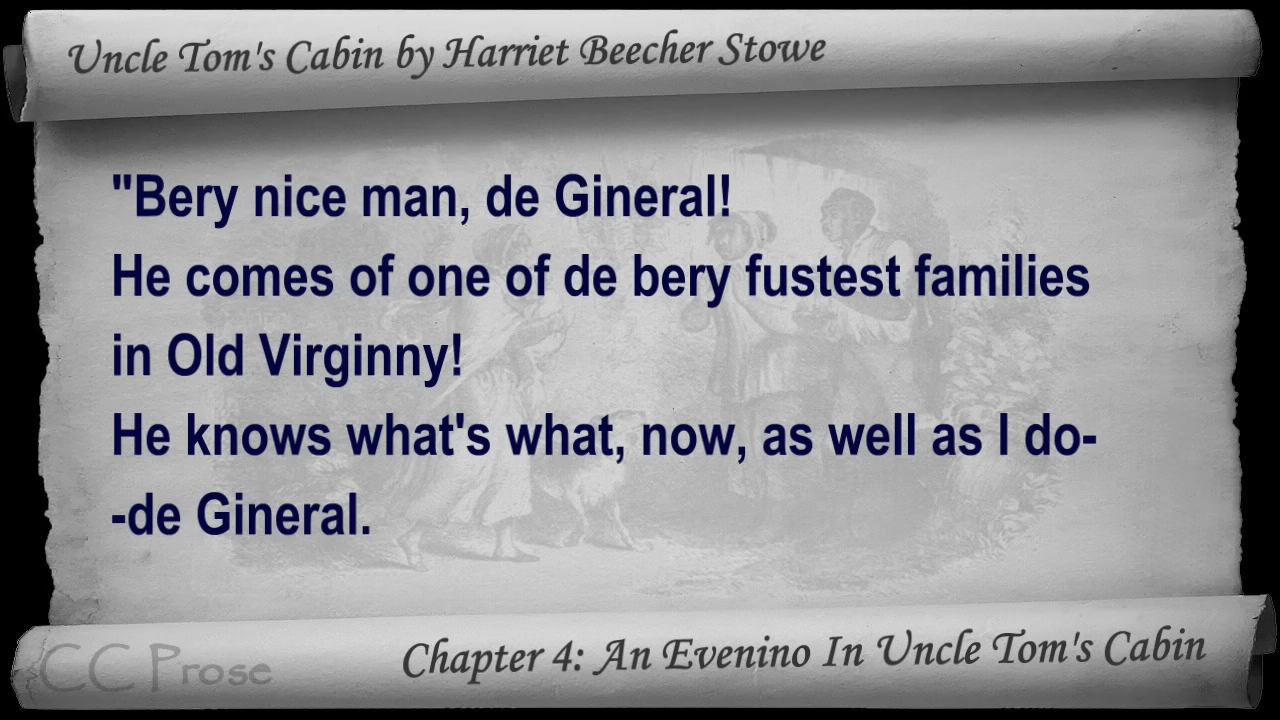 Uncle Tom's Cabin by Harriet Beecher Stowe
"Bery nice man, de Gineral!
He comes of one of de bery fustest families
in Old Virginny!
He knows what's what, now, as well as I do-
-de Gineral.
CC Prose
Chapter 4: An Evenino In Uncle Tom's Cabin